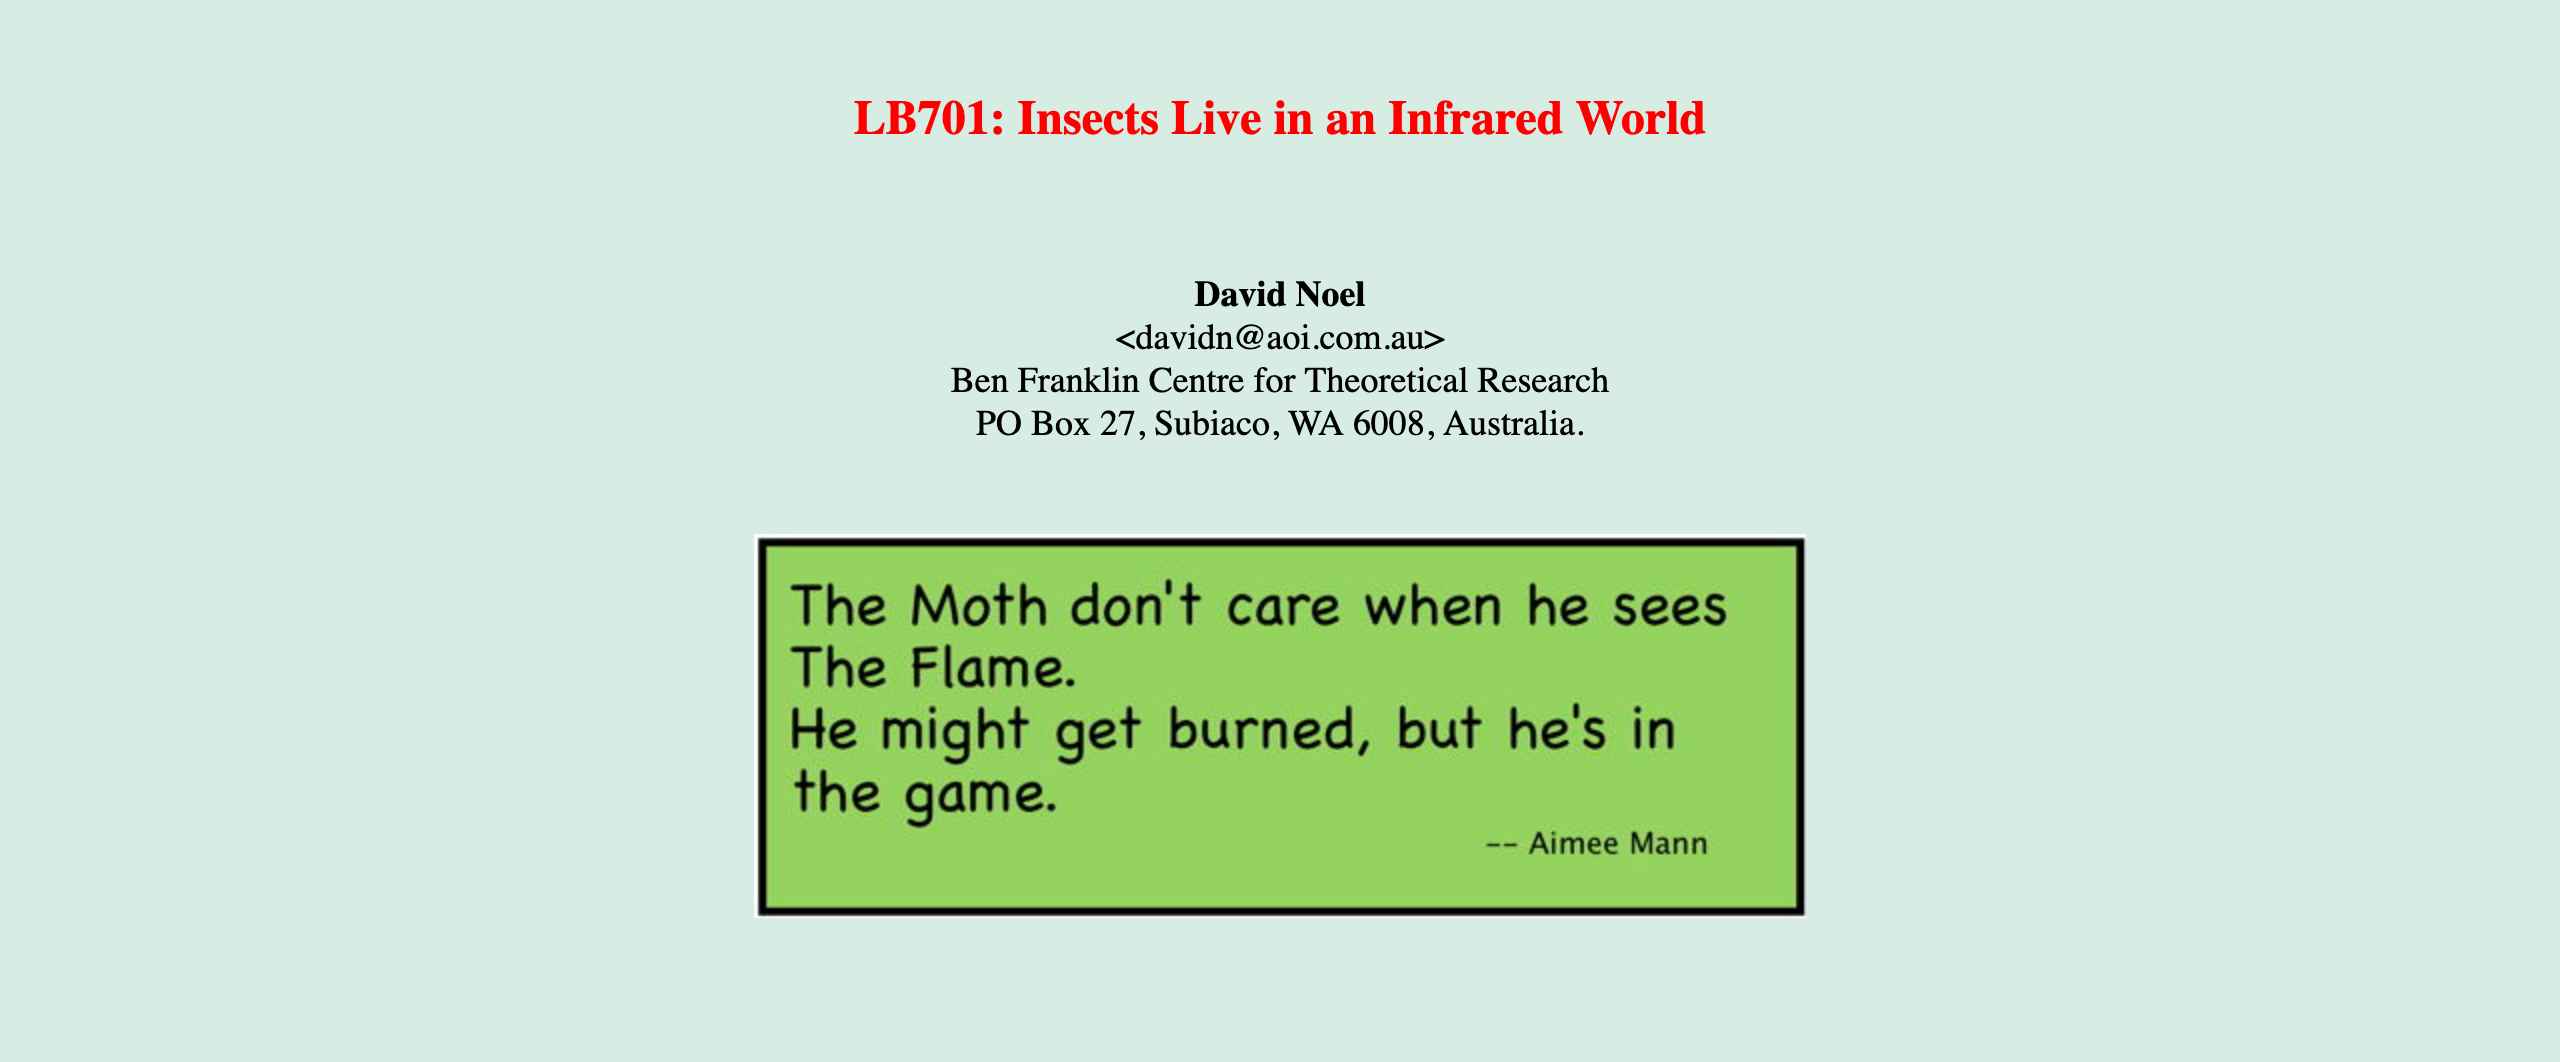 LB701: Insects Live in an Infrared World
David Noel
<davidn@aoi.com.au>
Ben Franklin Centre for Theoretical Research
PO Box 27, Subiaco, WA 6008, Australia.
The Moth don't care when he sees
The Flame.
He might get burned, but he's in
the game.
-- Aimee Mann